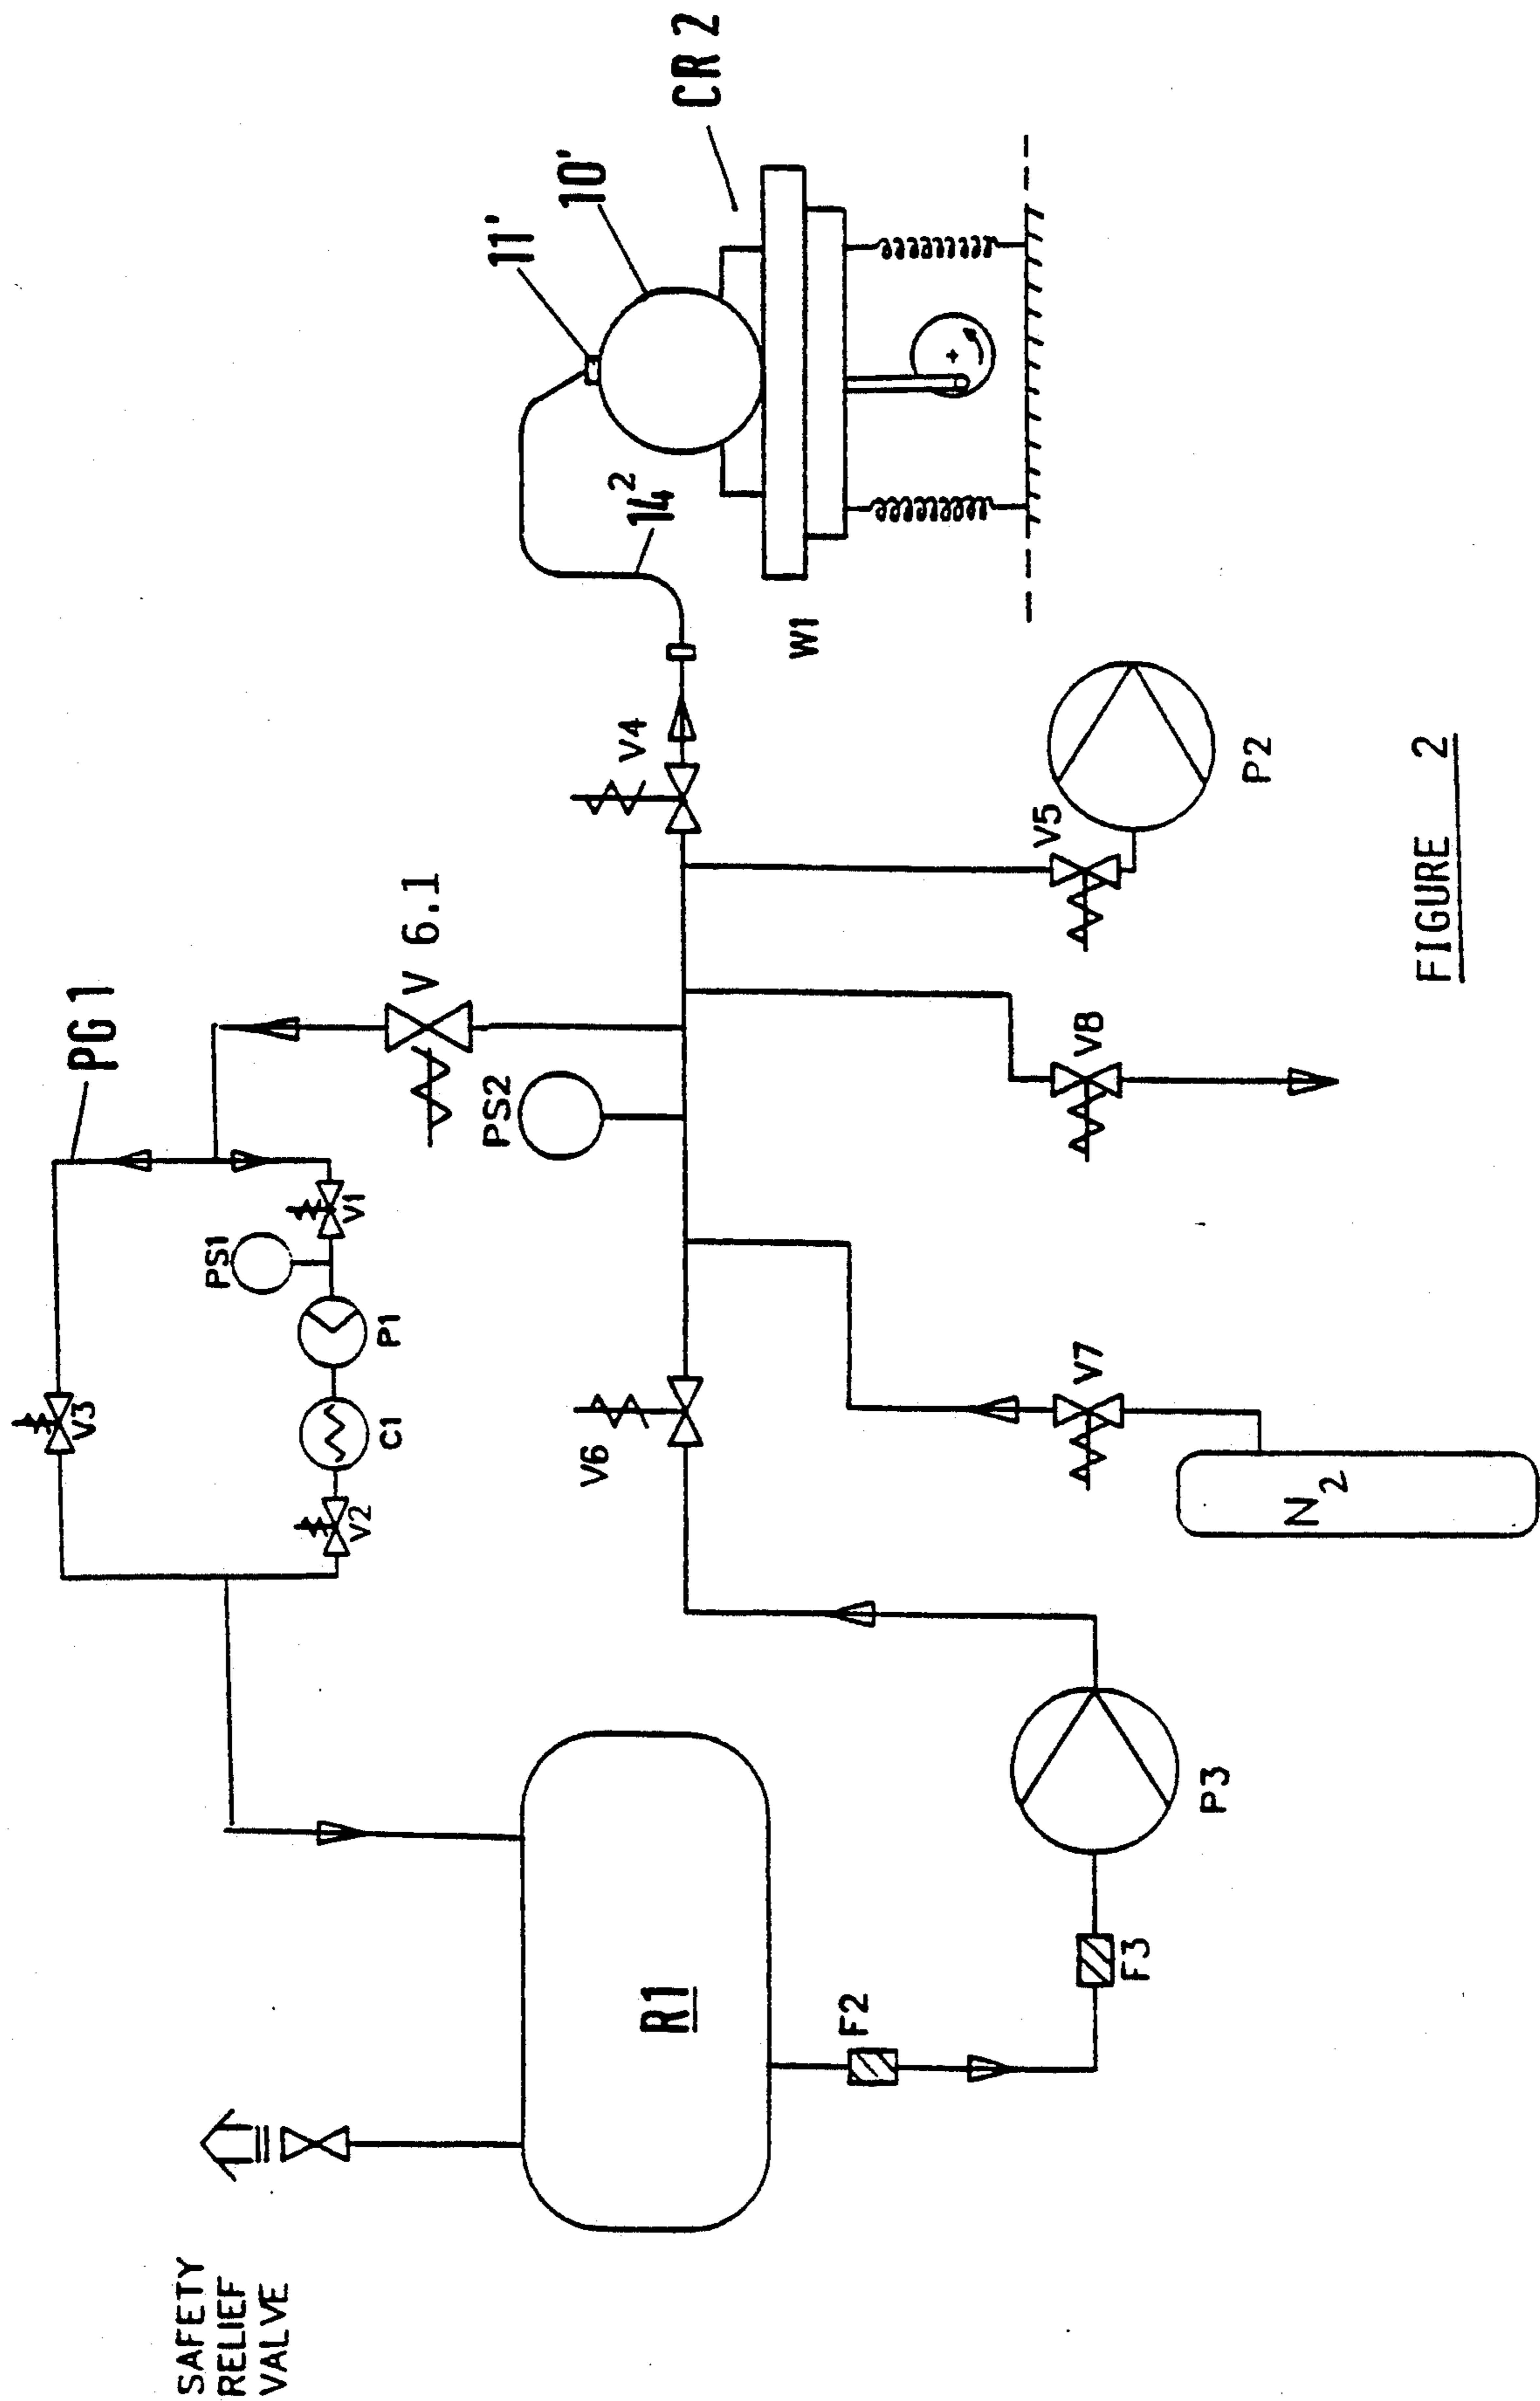 SAFETY
RELIEF
VALVE
PG 1
V3
V2
C1
P1
PS1
V1
V 6.1
PS2
V6
V4
14²
11'
10'
CR 2
W1
R1
F2
F3
P3
N₂
V7
V8
V5
P2
FIGURE 2